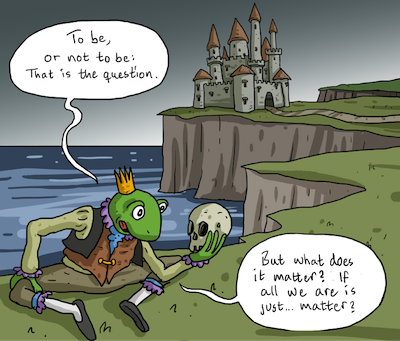 To be,
or not to be:
That is the question.
But what does
it matter? If
all we are is
just... matter?